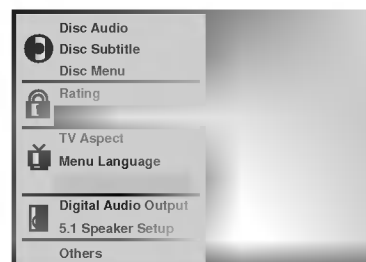 Disc Audio
Disc Subtitle
Disc Menu
Rating
TV Aspect
Menu Language
Digital Audio Output
5.1 Speaker Setup
Others